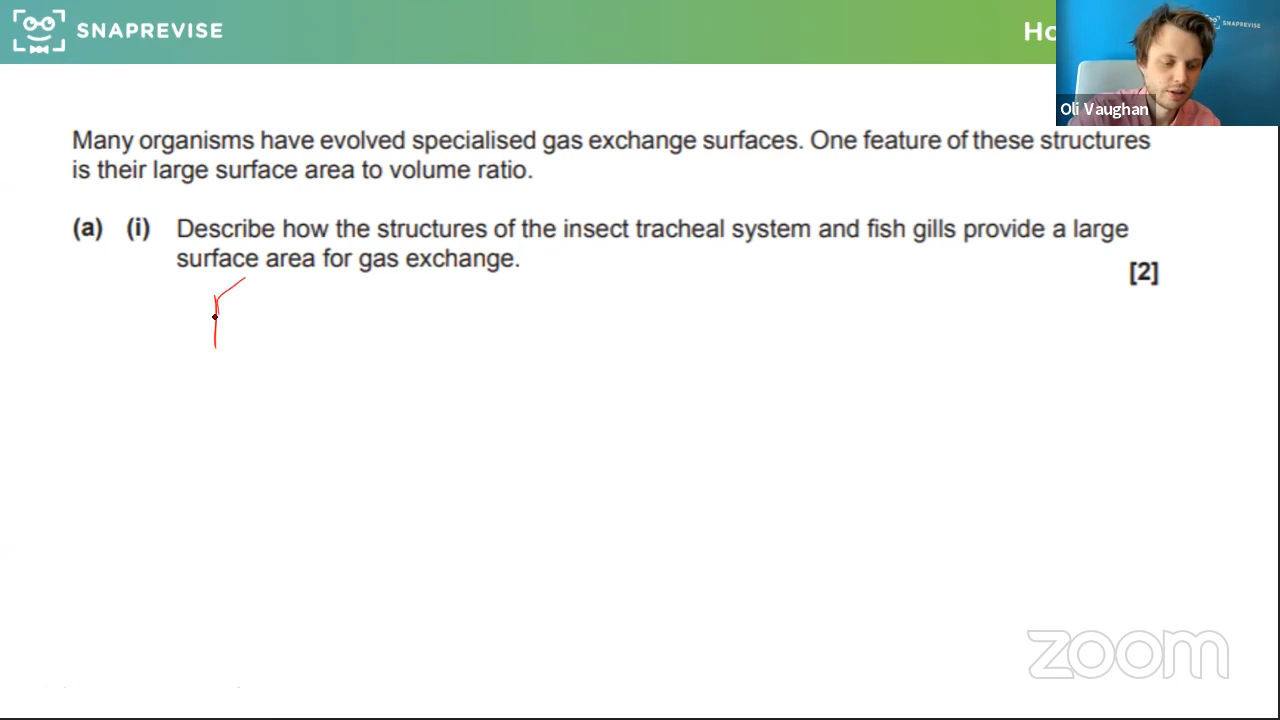 SNAPREVISE
Ho
SNAPREVISE
Oli Vaughan
Many organisms have evolved specialised gas exchange surfaces. One feature of these structures
is their large surface area to volume ratio.
(a) (i) Describe how the structures of the insect tracheal system and fish gills provide a large
surface area for gas exchange.
[2]
zoom